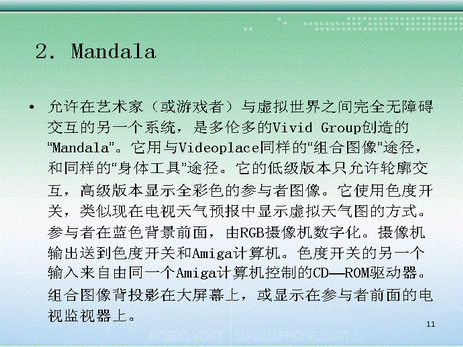 2. Mandala
• 允许在艺术家（或游戏者）与虚拟世界之间完全无障碍
交互的另一个系统，是多伦多的Vivid Group创造的
“Mandala”。它用与Videoplace同样的“组合图像”途径，
和同样的“身体工具”途径。它的低级版本只允许轮廓交
互，高级版本显示全彩色的参与者图像。它使用色度开
关，类似现在电视天气预报中显示虚拟天气图的方式。
参与者在蓝色背景前面，由RGB摄像机数字化。摄像机
输出送到色度开关和Amiga计算机。色度开关的另一个
输入来自由同一个Amiga计算机控制的CD—ROM驱动器。
组合图像背投影在大屏幕上，或显示在参与者前面的电
视监视器上。
11